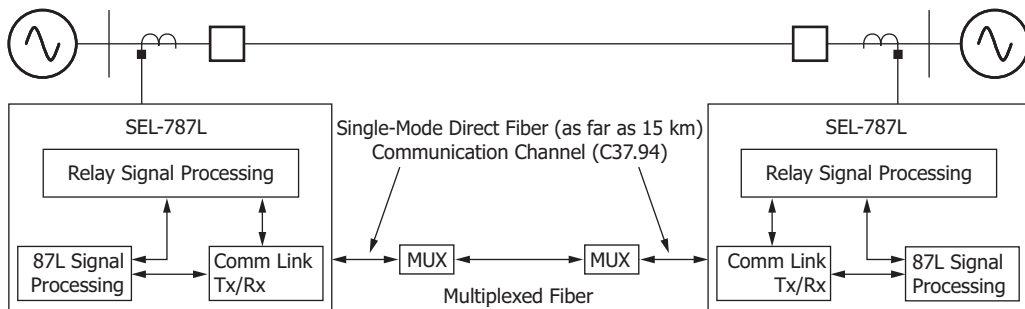 SEL-787L
Relay Signal Processing
87L Signal
Processing
Comm Link
Tx/Rx
Single-Mode Direct Fiber (as far as 15 km)
Communication Channel (C37.94)
MUX
MUX
Multiplexed Fiber
SEL-787L
Relay Signal Processing
Comm Link
Tx/Rx
87L Signal
Processing